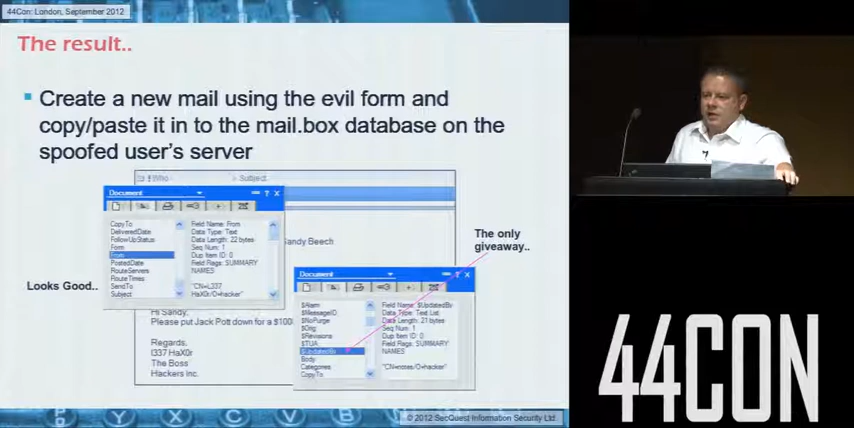 44Con: London, September 2012
The result..
Create a new mail using the evil form and
copy/paste it in to the mail.box database on the
spoofed user's server
$Who
Subject
Document
CopyTo
DeliveredDate
FollowUpStatus
Form
From
PostedDate
RouteServers
RouteTimes
SendTo
Subject
Field Name: From
Data Type: Text
Data Length: 22 bytes
Seq Num: 1
Dup Item ID: 0
Field Flags: SUMMARY
NAMES
"CN=L337
HaX0r/O=hacker"
Sandy Beech
The only
giveaway..
Looks Good..
Document
$Alarm
$MessageID
$NoPurge
$Orig
$Revisions
$TUA
$UpdatedBy
Body
Categories
CopyTo
Field Name: $UpdatedBy
Data Type: Text List
Data Length: 21 bytes
Seq Num: 1
Dup Item ID: 0
Field Flags: SUMMARY
NAMES
"CN=notes/O=hacker"
Hi Sandy,
Please put Jack Pott down for a $100
Regards,
l337 HaX0r
The Boss
Hackers Inc.
© 2012 SecQuest Information Security Ltd.
44CON